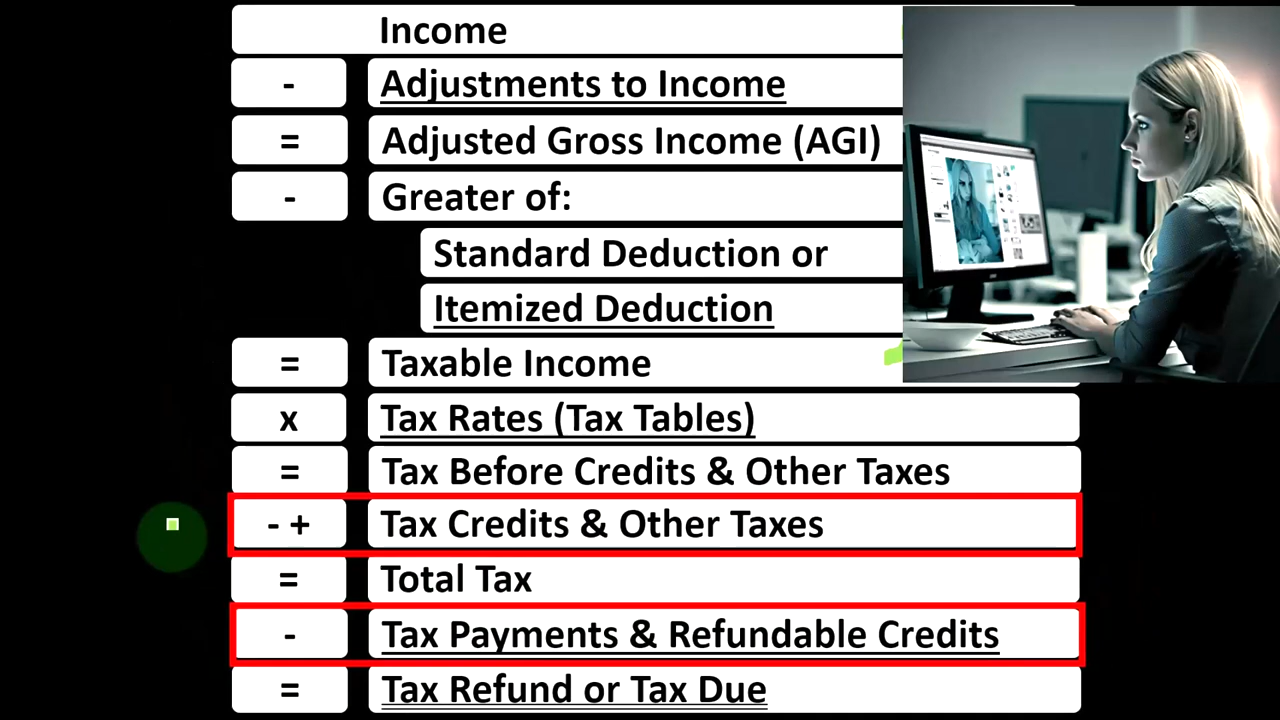 Income
- Adjustments to Income
= Adjusted Gross Income (AGI)
- Greater of:
Standard Deduction or
Itemized Deduction
= Taxable Income
x Tax Rates (Tax Tables)
= Tax Before Credits & Other Taxes
- + Tax Credits & Other Taxes
= Total Tax
- Tax Payments & Refundable Credits
= Tax Refund or Tax Due